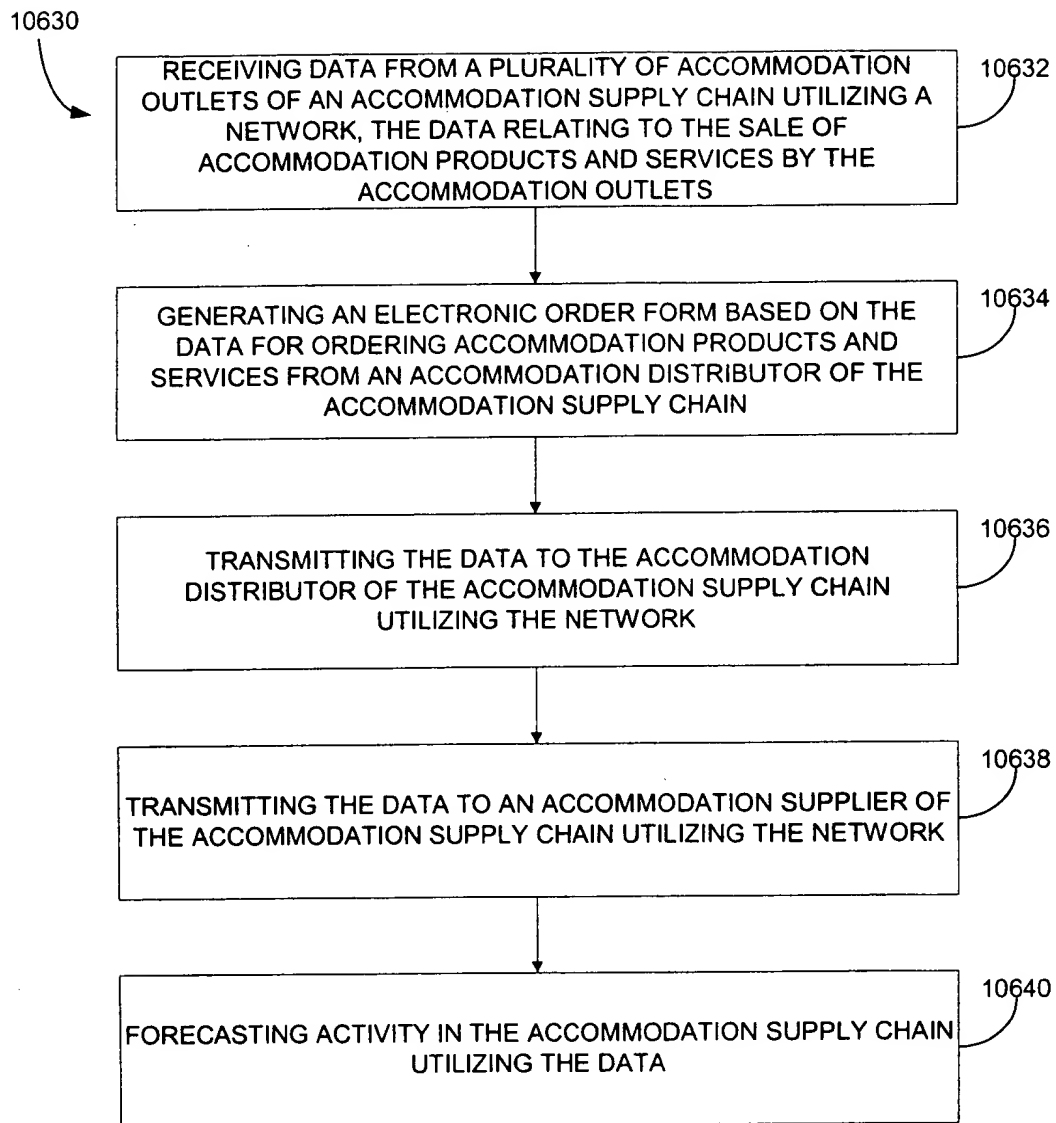 10630
RECEIVING DATA FROM A PLURALITY OF ACCOMMODATION
OUTLETS OF AN ACCOMMODATION SUPPLY CHAIN UTILIZING A
NETWORK, THE DATA RELATING TO THE SALE OF
ACCOMMODATION PRODUCTS AND SERVICES BY THE
ACCOMMODATION OUTLETS
10632
GENERATING AN ELECTRONIC ORDER FORM BASED ON THE
DATA FOR ORDERING ACCOMMODATION PRODUCTS AND
SERVICES FROM AN ACCOMMODATION DISTRIBUTOR OF THE
ACCOMMODATION SUPPLY CHAIN
10634
TRANSMITTING THE DATA TO THE ACCOMMODATION
DISTRIBUTOR OF THE ACCOMMODATION SUPPLY CHAIN
UTILIZING THE NETWORK
10636
TRANSMITTING THE DATA TO AN ACCOMMODATION SUPPLIER OF
THE ACCOMMODATION SUPPLY CHAIN UTILIZING THE NETWORK
10638
FORECASTING ACTIVITY IN THE ACCOMMODATION SUPPLY CHAIN
UTILIZING THE DATA
10640